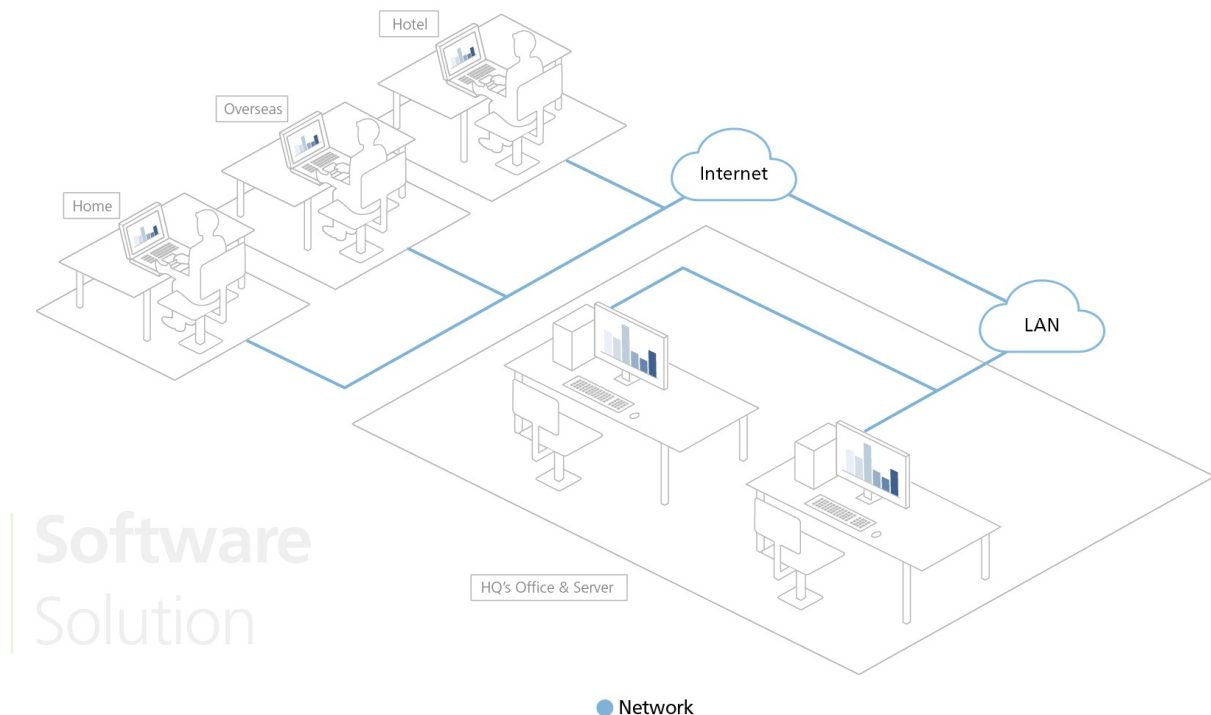 Hotel
Overseas
Home
Internet
LAN
HQ's Office & Server
Software
Solution
Network